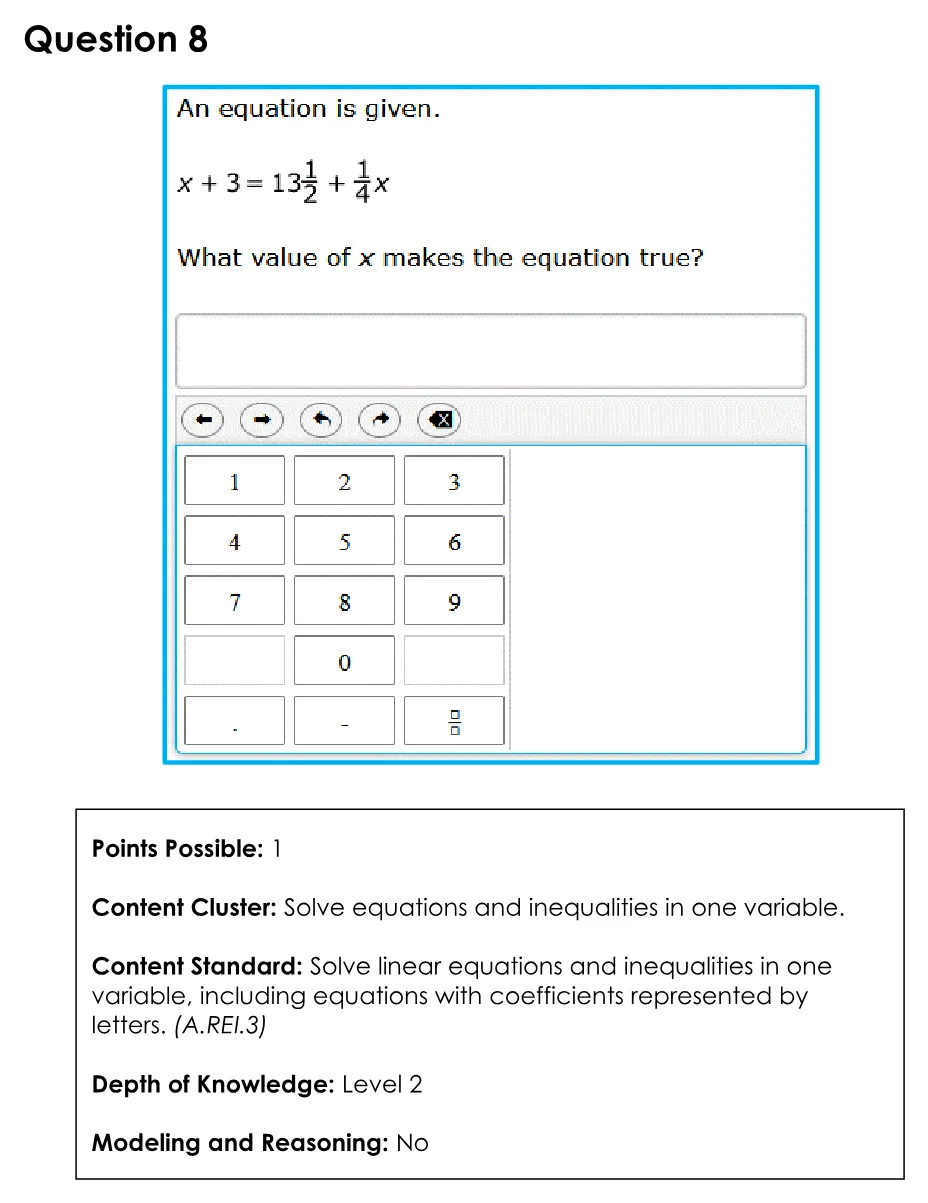 Question 8
An equation is given.
x + 3 = 13 1/2 + 1/4 x
What value of x makes the equation true?
1 2 3
4 5 6
7 8 9
0
. - □/□
Points Possible: 1
Content Cluster: Solve equations and inequalities in one variable.
Content Standard: Solve linear equations and inequalities in one
variable, including equations with coefficients represented by
letters. (A.REI.3)
Depth of Knowledge: Level 2
Modeling and Reasoning: No